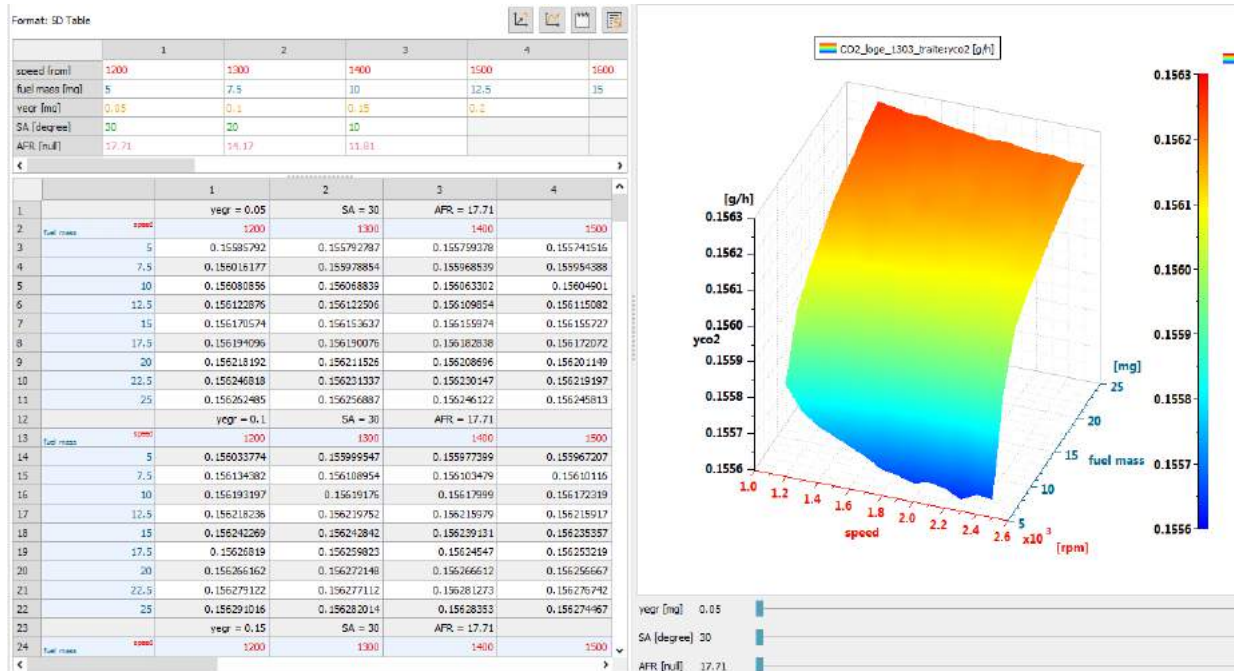 Format: 5D Table
1 2 3 4
speed [rpm] 1200 1300 1400 1500 1600
fuel mass [mg] 5 7.5 10 12.5 15
yegr [mg] 0.05 0.1 0.15 0.2
SA [degree] 30 20 10
AFR [null] 17.71 14.17 11.81
1 2 3 4
1 yegr = 0.05 SA = 30 AFR = 17.71
2 fuel mass speed 1200 1300 1400 1500
3 5 0.15585792 0.155792787 0.155759378 0.155741516
4 7.5 0.156016177 0.155978854 0.155968539 0.155954388
5 10 0.156080856 0.156068839 0.156063302 0.15604901
6 12.5 0.156122876 0.156122506 0.156109854 0.156115082
7 15 0.156170574 0.156153637 0.156155974 0.156155727
8 17.5 0.156194096 0.156190076 0.156182838 0.156172072
9 20 0.156218192 0.156211526 0.156208696 0.156201149
10 22.5 0.156246818 0.156231337 0.156230147 0.156219197
11 25 0.156262485 0.156256887 0.156246122 0.156245813
12 yegr = 0.1 SA = 30 AFR = 17.71
13 fuel mass speed 1200 1300 1400 1500
14 5 0.156033774 0.155999547 0.155977399 0.155967207
15 7.5 0.156134382 0.156108954 0.156103479 0.15610116
16 10 0.156193197 0.15619176 0.15617999 0.156172319
17 12.5 0.156218236 0.156219752 0.156215979 0.156215917
18 15 0.156242269 0.156242842 0.156239131 0.156235357
19 17.5 0.15626819 0.156259823 0.15624547 0.156253219
20 20 0.156266162 0.156272148 0.156266612 0.156256667
21 22.5 0.156279122 0.156277112 0.156281273 0.156276742
22 25 0.156291016 0.156282014 0.15628353 0.156274467
23 yegr = 0.15 SA = 30 AFR = 17.71
24 fuel mass speed 1200 1300 1400 1500
CO2_loge_1303_traite:yco2 [g/h]
[g/h]
0.1563
0.1562
0.1561
0.1560
yco2
0.1559
0.1558
0.1557
0.1556
1.0 1.2 1.4 1.6 1.8 2.0 2.2 2.4 2.6
speed
x10³ [rpm]
[mg]
25
20
15
10
5
fuel mass
0.1563
0.1562
0.1561
0.1560
0.1559
0.1558
0.1557
0.1556
yegr [mg] 0.05
SA [degree] 30
AFR [null] 17.71